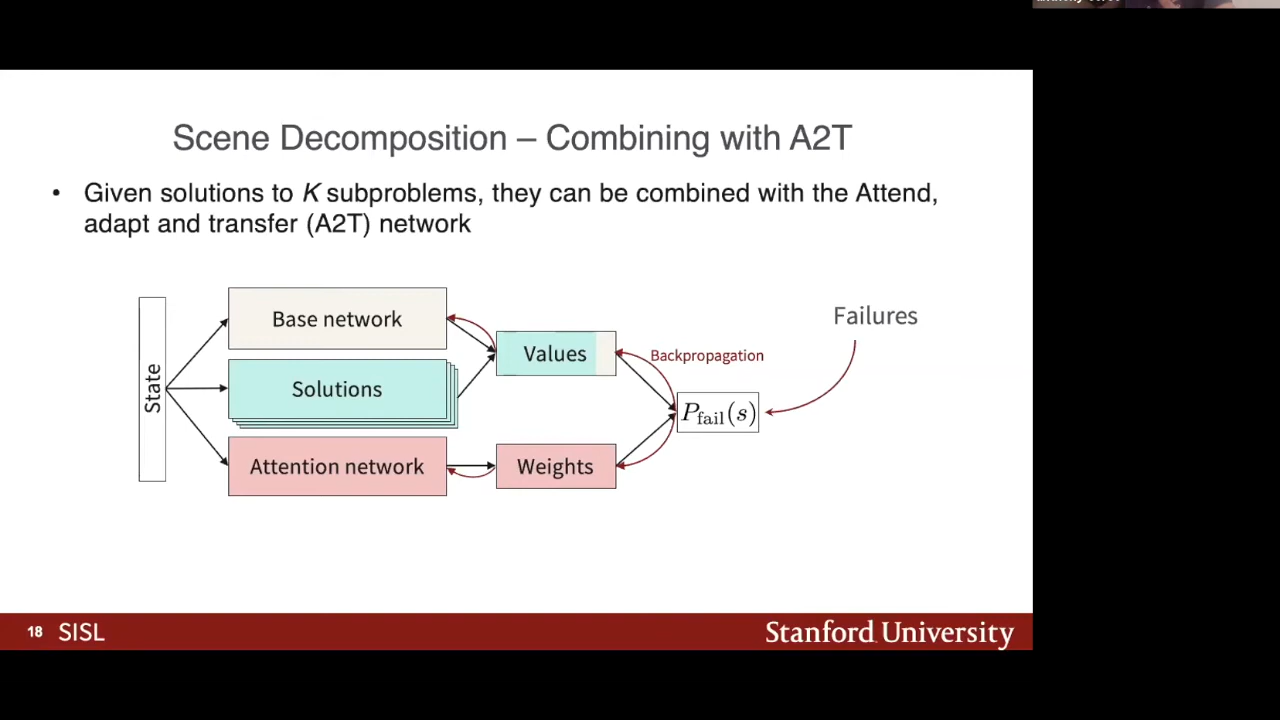 Scene Decomposition – Combining with A2T
• Given solutions to K subproblems, they can be combined with the Attend,
adapt and transfer (A2T) network
State
Base network
Solutions
Attention network
Values
Weights
Backpropagation
P_fail(s)
Failures
18 SISL
Stanford University